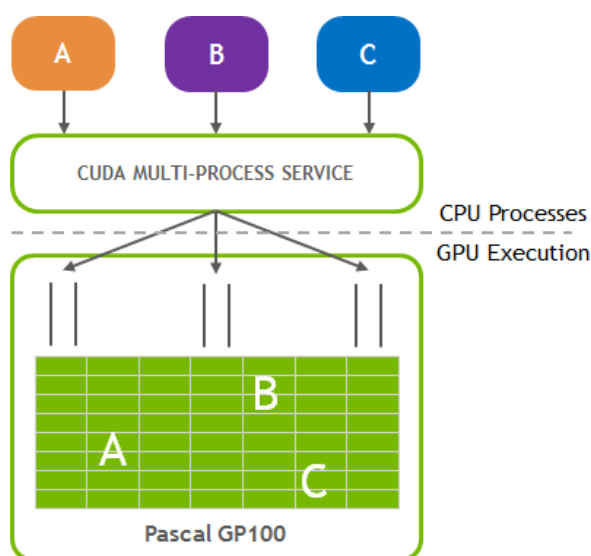 A
B
C
CUDA MULTI-PROCESS SERVICE
CPU Processes
GPU Execution
B
A
C
Pascal GP100